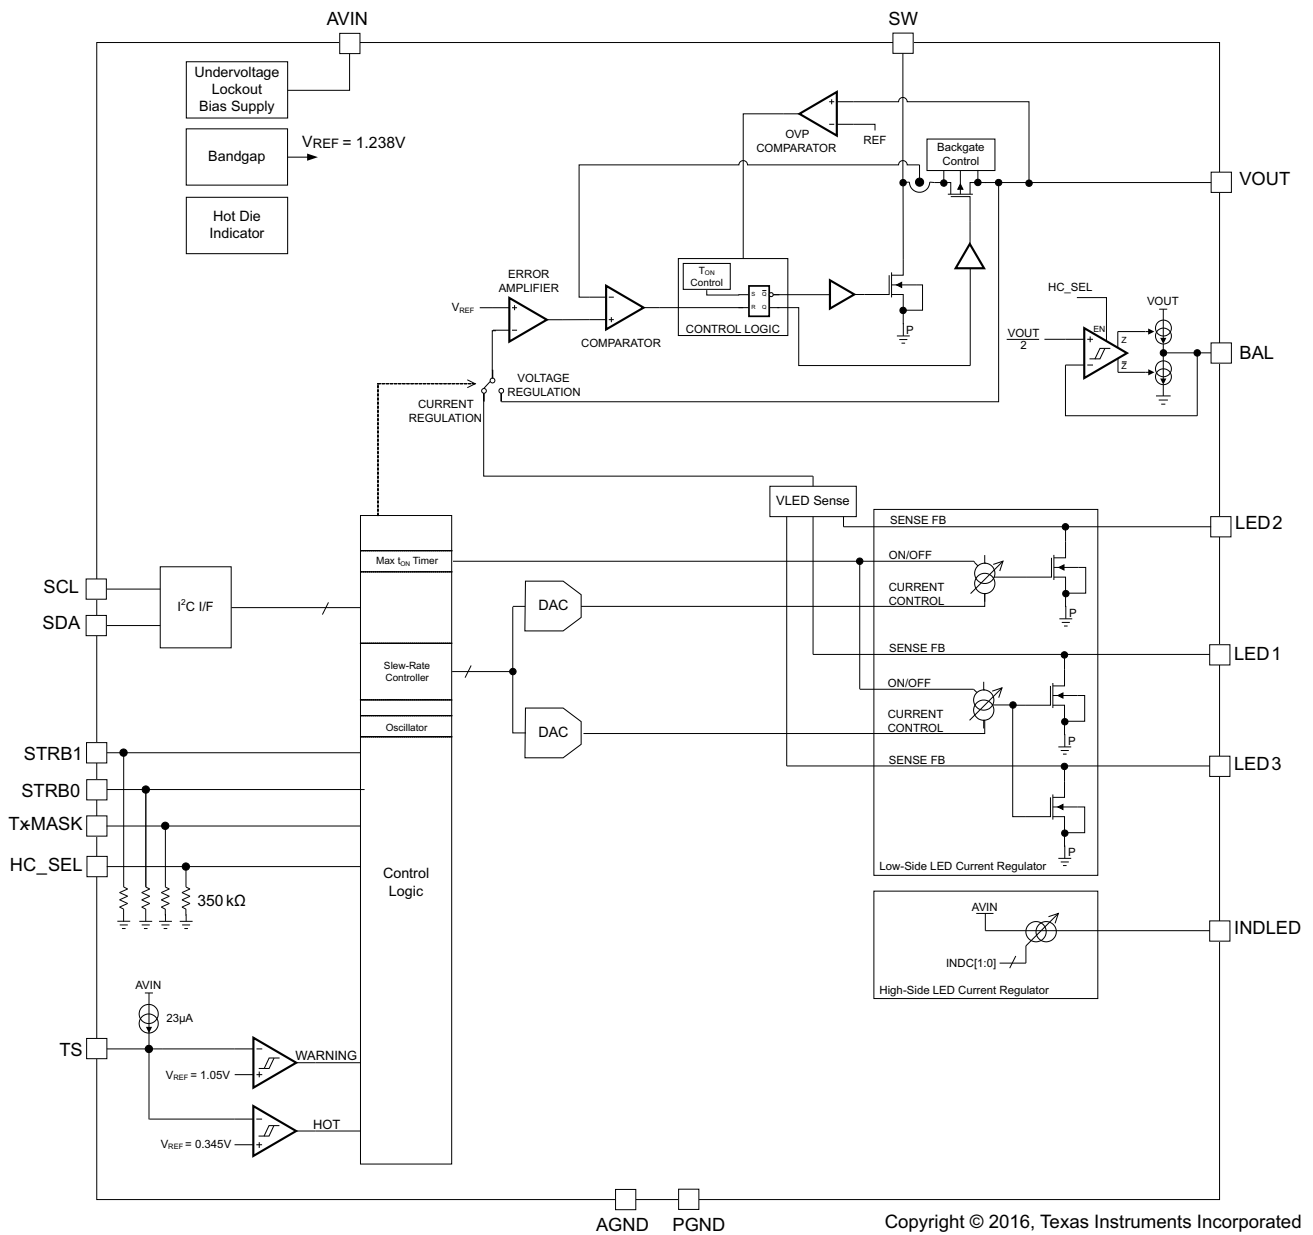 AVIN
SW
Undervoltage
Lockout
Bias Supply
Bandgap
VREF = 1.238V
Hot Die
Indicator
OVP
COMPARATOR
+
−
REF
Backgate
Control
VOUT
ERROR
AMPLIFIER
VREF
+
−
−
+
COMPARATOR
TON
Control
S Q̅
R Q
CONTROL LOGIC
P
HC_SEL
VOUT
VOUT
2
EN
+
−
Z
Z̅
BAL
VOLTAGE
REGULATION
CURRENT
REGULATION
VLED Sense
SENSE FB
LED2
Max tON Timer
ON/OFF
CURRENT
CONTROL
P
SCL
SDA
I²C I/F
DAC
SENSE FB
LED1
Slew-Rate
Controller
ON/OFF
CURRENT
CONTROL
P
Oscillator
DAC
SENSE FB
LED3
P
Low-Side LED Current Regulator
STRB1
STRB0
Tx-MASK
HC_SEL
350 kΩ
Control
Logic
AVIN
INDC[1:0]
INDLED
High-Side LED Current Regulator
AVIN
23µA
TS
−
+
WARNING
VREF = 1.05V
−
+
HOT
VREF = 0.345V
AGND
PGND
Copyright © 2016, Texas Instruments Incorporated